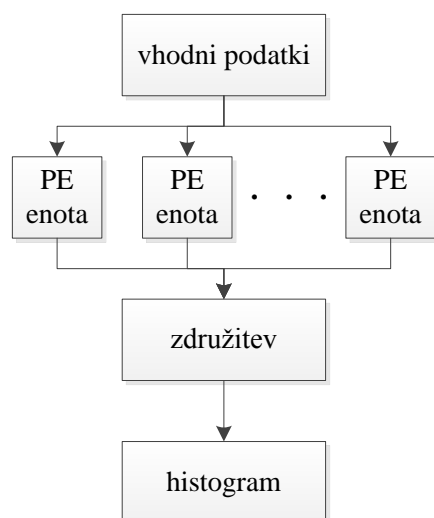 vhodni podatki
PE
enota
PE
enota
. . .
PE
enota
združitev
histogram